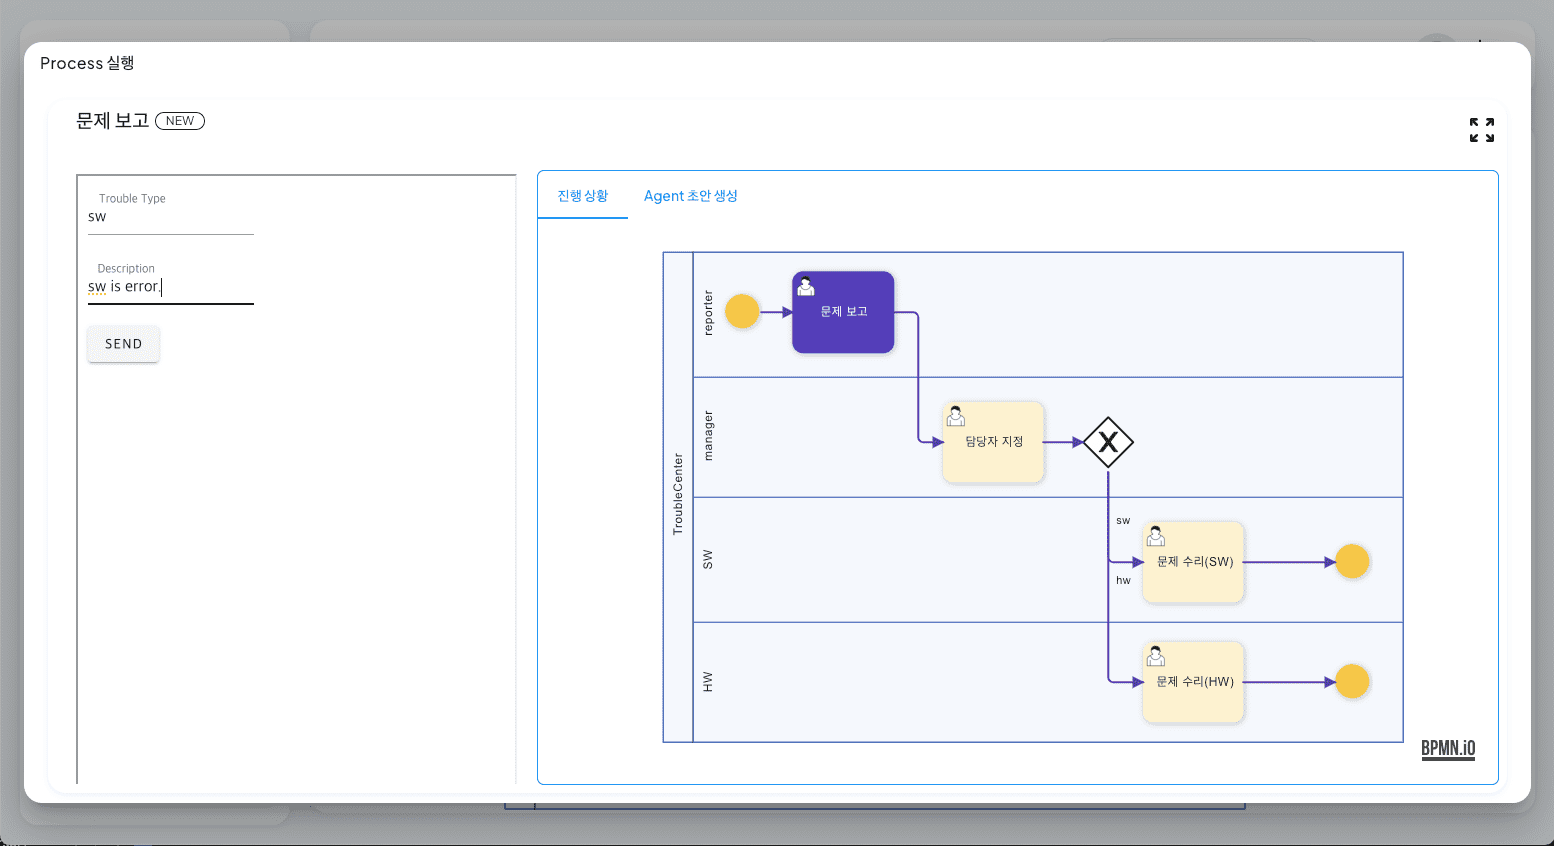 Process 실행
문제 보고 NEW
Trouble Type
sw
Description
sw is error.
SEND
진행 상황 Agent 초안 생성
TroubleCenter
reporter
문제 보고
manager
담당자 지정
SW
sw
문제 수리(SW)
hw
HW
문제 수리(HW)
BPMN.iO